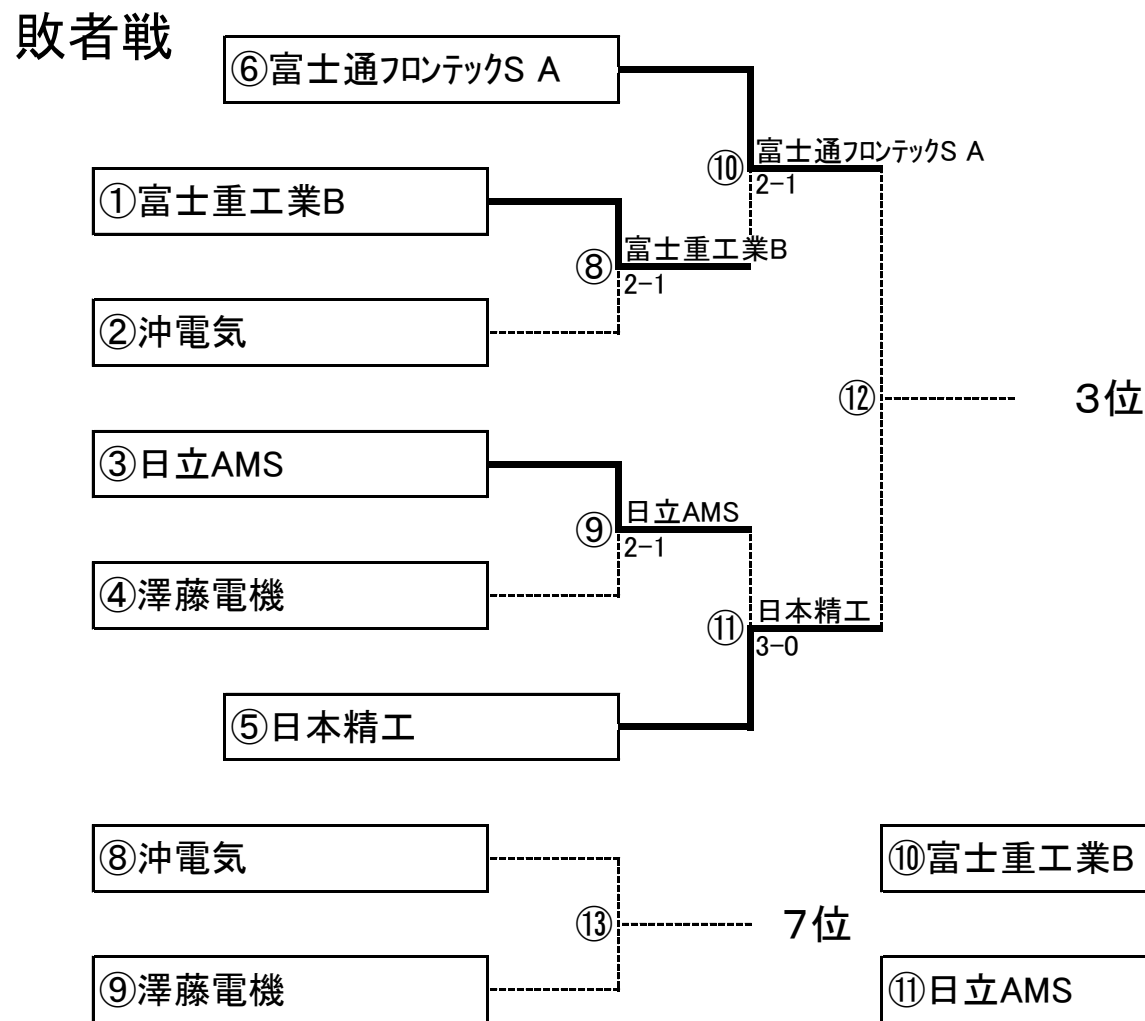 敗者戦
⑥富士通フロンテックS A
富士通フロンテックS A
⑩
2-1
①富士重工業B
富士重工業B
⑧
2-1
②沖電気
⑫
3位
③日立AMS
日立AMS
⑨
2-1
④澤藤電機
日本精工
⑪
3-0
⑤日本精工
⑧沖電気
⑩富士重工業B
⑬
7位
⑨澤藤電機
⑪日立AMS